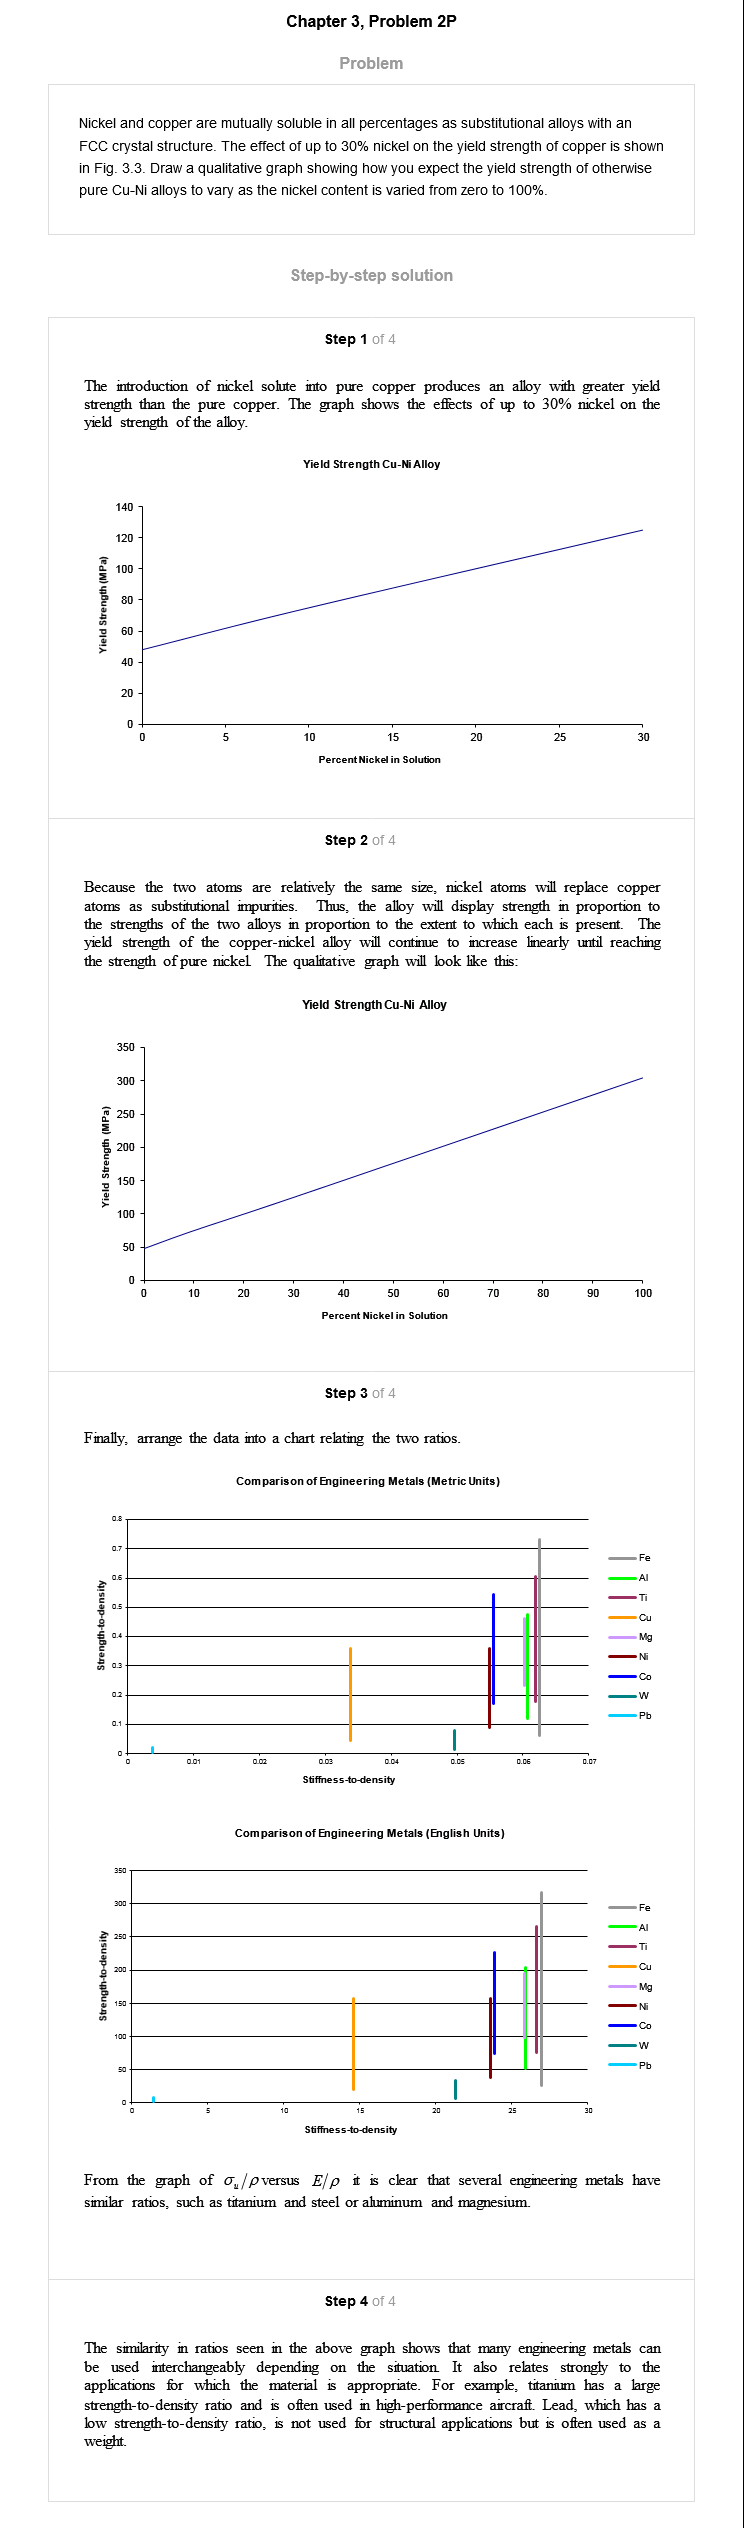 Chapter 3, Problem 2P
Problem
Nickel and copper are mutually soluble in all percentages as substitutional alloys with an
FCC crystal structure. The effect of up to 30% nickel on the yield strength of copper is shown
in Fig. 3.3. Draw a qualitative graph showing how you expect the yield strength of otherwise
pure Cu-Ni alloys to vary as the nickel content is varied from zero to 100%.
Step-by-step solution
Step 1 of 4
The introduction of nickel solute into pure copper produces an alloy with greater yield
strength than the pure copper. The graph shows the effects of up to 30% nickel on the
yield strength of the alloy.
Yield Strength Cu-Ni Alloy
Yield Strength (MPa)
140
120
100
80
60
40
20
0
0 5 10 15 20 25 30
Percent Nickel in Solution
Step 2 of 4
Because the two atoms are relatively the same size, nickel atoms will replace copper
atoms as substitutional impurities. Thus, the alloy will display strength in proportion to
the strengths of the two alloys in proportion to the extent to which each is present. The
yield strength of the copper-nickel alloy will continue to increase linearly until reaching
the strength of pure nickel. The qualitative graph will look like this:
Yield Strength Cu-Ni Alloy
Yield Strength (MPa)
350
300
250
200
150
100
50
0
0 10 20 30 40 50 60 70 80 90 100
Percent Nickel in Solution
Step 3 of 4
Finally, arrange the data into a chart relating the two ratios.
Comparison of Engineering Metals (Metric Units)
Strength-to-density
0.8
0.7
0.6
0.5
0.4
0.3
0.2
0.1
0
0 0.01 0.02 0.03 0.04 0.05 0.06 0.07
Stiffness-to-density
Fe
Al
Ti
Cu
Mg
Ni
Co
W
Pb
Comparison of Engineering Metals (English Units)
Strength-to-density
350
300
250
200
150
100
50
0
0 5 10 15 20 25 30
Stiffness-to-density
Fe
Al
Ti
Cu
Mg
Ni
Co
W
Pb
From the graph of σu/ρ versus E/ρ it is clear that several engineering metals have
similar ratios, such as titanium and steel or aluminum and magnesium.
Step 4 of 4
The similarity in ratios seen in the above graph shows that many engineering metals can
be used interchangeably depending on the situation. It also relates strongly to the
applications for which the material is appropriate. For example, titanium has a large
strength-to-density ratio and is often used in high-performance aircraft. Lead, which has a
low strength-to-density ratio, is not used for structural applications but is often used as a
weight.